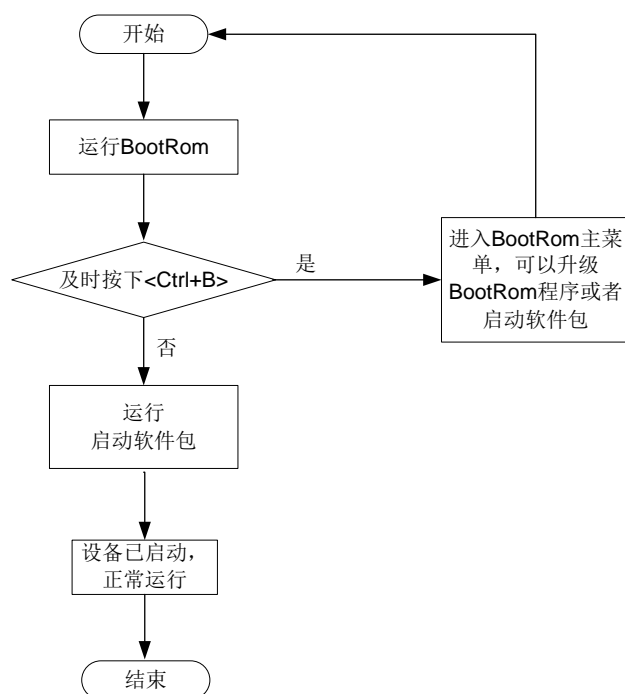 开始
运行BootRom
及时按下<Ctrl+B>
是
进入BootRom主菜
单，可以升级
BootRom程序或者
启动软件包
否
运行
启动软件包
设备已启动，
正常运行
结束